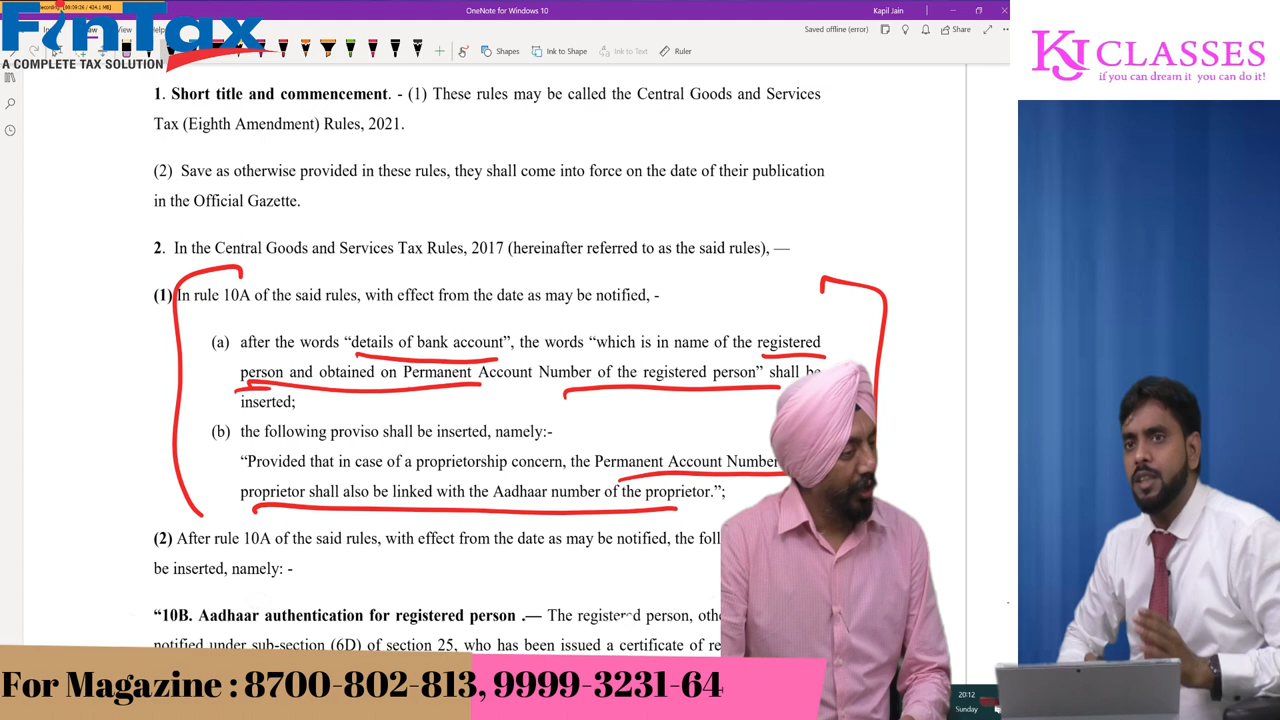 Recording [00:09:26 / 424.1 MB]
OneNote for Windows 10
Kapil Jain
FinTax
A COMPLETE TAX SOLUTION
Saved offline (error)
Share
Shapes
Ink to Shape
Ink to Text
Ruler
KJ CLASSES
if you can dream it you can do it!
1. Short title and commencement. - (1) These rules may be called the Central Goods and Services
Tax (Eighth Amendment) Rules, 2021.
(2) Save as otherwise provided in these rules, they shall come into force on the date of their publication
in the Official Gazette.
2. In the Central Goods and Services Tax Rules, 2017 (hereinafter referred to as the said rules), —
(1) In rule 10A of the said rules, with effect from the date as may be notified, -
(a) after the words “details of bank account”, the words “which is in name of the registered
person and obtained on Permanent Account Number of the registered person” shall be
inserted;
(b) the following proviso shall be inserted, namely:-
“Provided that in case of a proprietorship concern, the Permanent Account Number
proprietor shall also be linked with the Aadhaar number of the proprietor.”;
(2) After rule 10A of the said rules, with effect from the date as may be notified, the
be inserted, namely: -
“10B. Aadhaar authentication for registered person .— The registered person,
notified under sub-section (6D) of section 25, who has been issued a certificate of
For Magazine : 8700-802-813, 9999-3231-64
20:12
Sunday